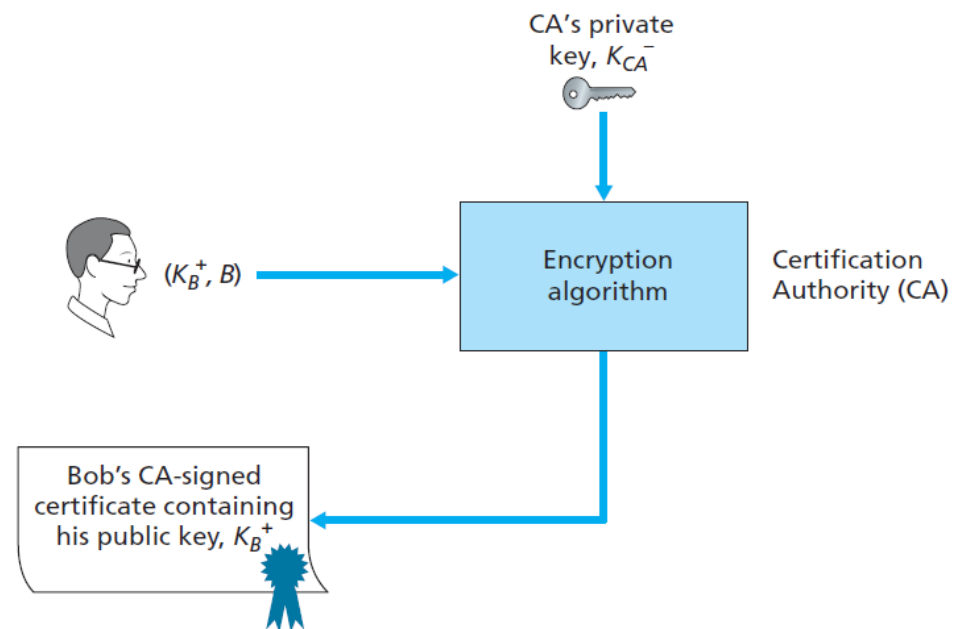 CA's private
key, K_CA^−
(K_B^+, B)
Encryption
algorithm
Certification
Authority (CA)
Bob's CA-signed
certificate containing
his public key, K_B^+